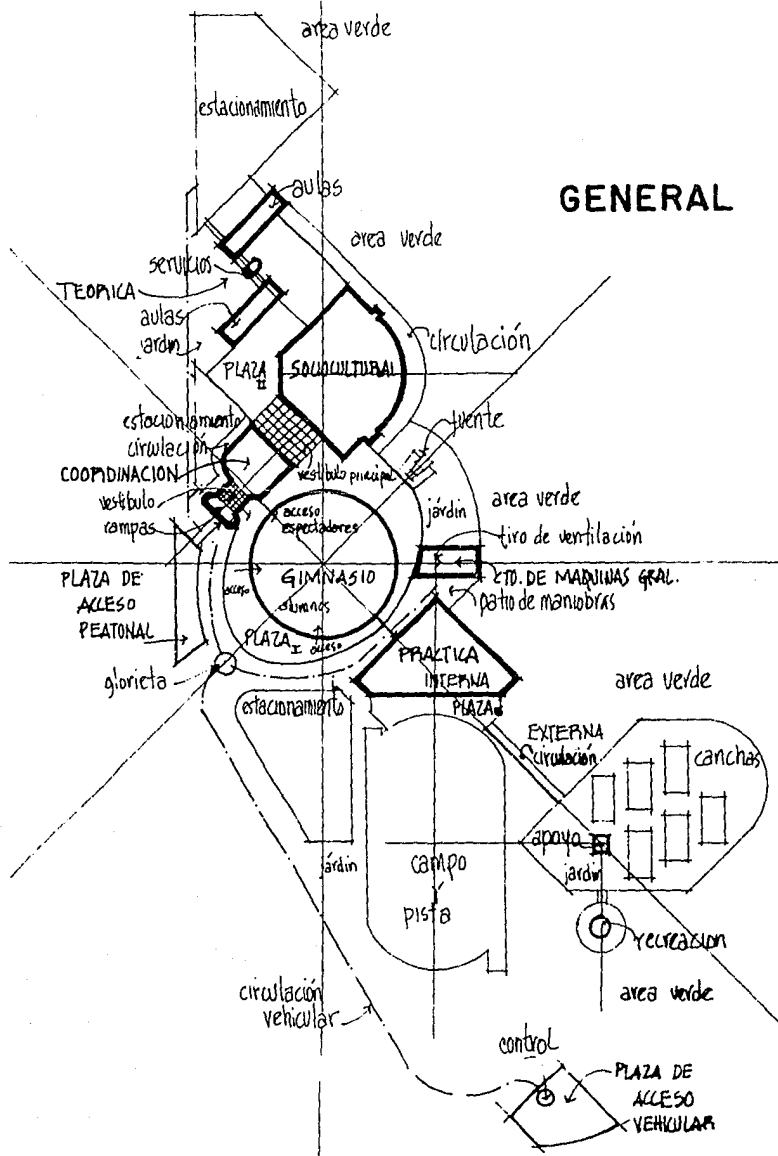 area verde
estacionamiento
GENERAL
aulas
area verde
servicios
TEORICA
aulas
jardin
circulación
PLAZA
II
SOCIOCULTURAL
estacionamiento
circulación
fuente
COORDINACION
vestibulo principal
vestibulo
rampas
acceso
espectadores
járdin
area verde
tiro de ventilación
GIMNASIO
CTO. DE MAQUINAS GRAL.
patio de maniobras
acceso
alumnos
PLAZA DE
ACCESO
PEATONAL
PLAZA
I
acceso
PRACTICA
INTERNA
glorieta
area verde
estacionamiento
PLAZA
EXTERNA
circulación
canchas
apoyo
járdin
campo
pista
jardin
recreacion
circulación
vehicular
area verde
control
PLAZA DE
ACCESO
VEHICULAR